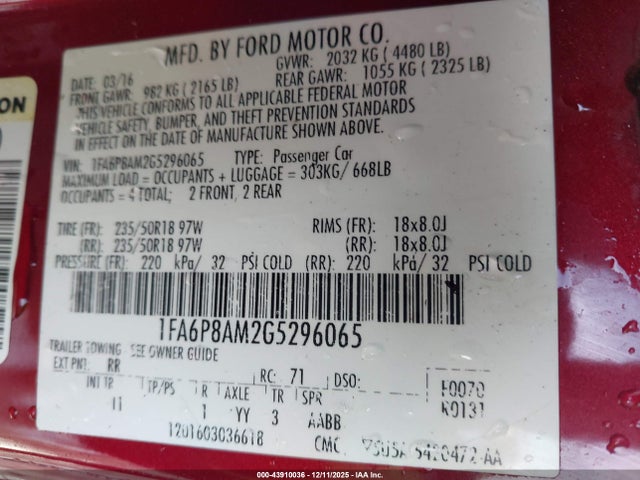 MFD. BY FORD MOTOR CO.
DATE: 03/16
GVWR: 2032 KG ( 4480 LB)
FRONT GAWR: 982 KG ( 2165 LB)
REAR GAWR: 1055 KG ( 2325 LB)
THIS VEHICLE CONFORMS TO ALL APPLICABLE FEDERAL MOTOR
VEHICLE SAFETY, BUMPER, AND THEFT PREVENTION STANDARDS
IN EFFECT ON THE DATE OF MANUFACTURE SHOWN ABOVE.
VIN: 1FA6P8AM2G5296065 TYPE: Passenger Car
MAXIMUM LOAD = OCCUPANTS + LUGGAGE = 303KG/ 668LB
OCCUPANTS = 4 TOTAL; 2 FRONT, 2 REAR
TIRE (FR): 235/50R18 97W RIMS (FR): 18x8.0J
(RR): 235/50R18 97W (RR): 18x8.0J
PRESSURE (FR): 220 kPa/ 32 PSI COLD (RR): 220 kPa/ 32 PSI COLD
1FA6P8AM2G5296065
TRAILER TOWING - SEE OWNER GUIDE
EXT PNT: RR RC: 71 DSO: F0070
INT TR TP/PS R AXLE TR SPR R0131
11 1 YY 3 AABB
1201603036618 CMC
ON
© 000-43910036 - 12/11/2025 - IAAI.com